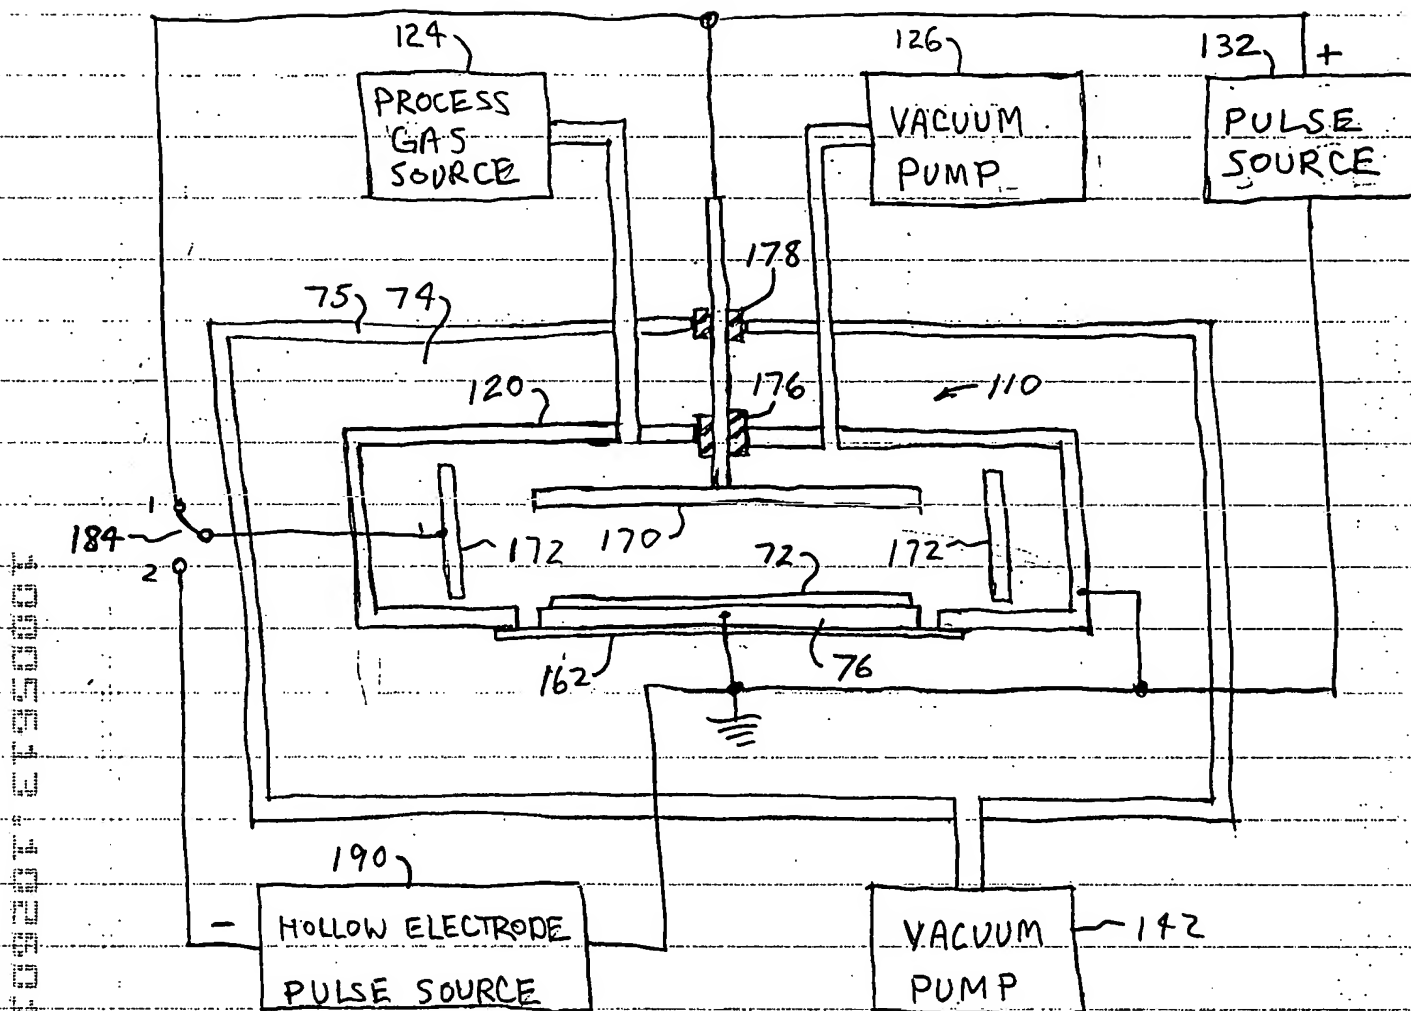 124
126
132
+
PROCESS
GAS
SOURCE
VACUUM
PUMP
PULSE
SOURCE
178
75
74
120
176
110
1
184
2
172
170
172
72
162
76
190
-
HOLLOW ELECTRODE
PULSE SOURCE
VACUUM
PUMP
142